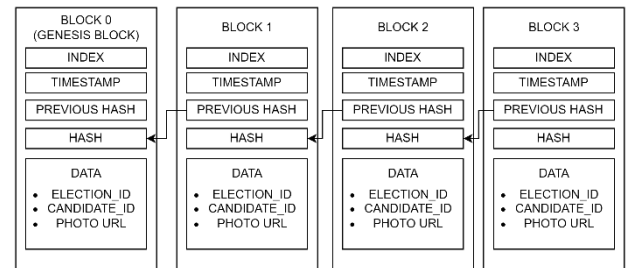 BLOCK 0
(GENESIS BLOCK)
INDEX
TIMESTAMP
PREVIOUS HASH
HASH
DATA
• ELECTION_ID
• CANDIDATE_ID
• PHOTO URL
BLOCK 1
INDEX
TIMESTAMP
PREVIOUS HASH
HASH
DATA
• ELECTION_ID
• CANDIDATE_ID
• PHOTO URL
BLOCK 2
INDEX
TIMESTAMP
PREVIOUS HASH
HASH
DATA
• ELECTION_ID
• CANDIDATE_ID
• PHOTO URL
BLOCK 3
INDEX
TIMESTAMP
PREVIOUS HASH
HASH
DATA
• ELECTION_ID
• CANDIDATE_ID
• PHOTO URL